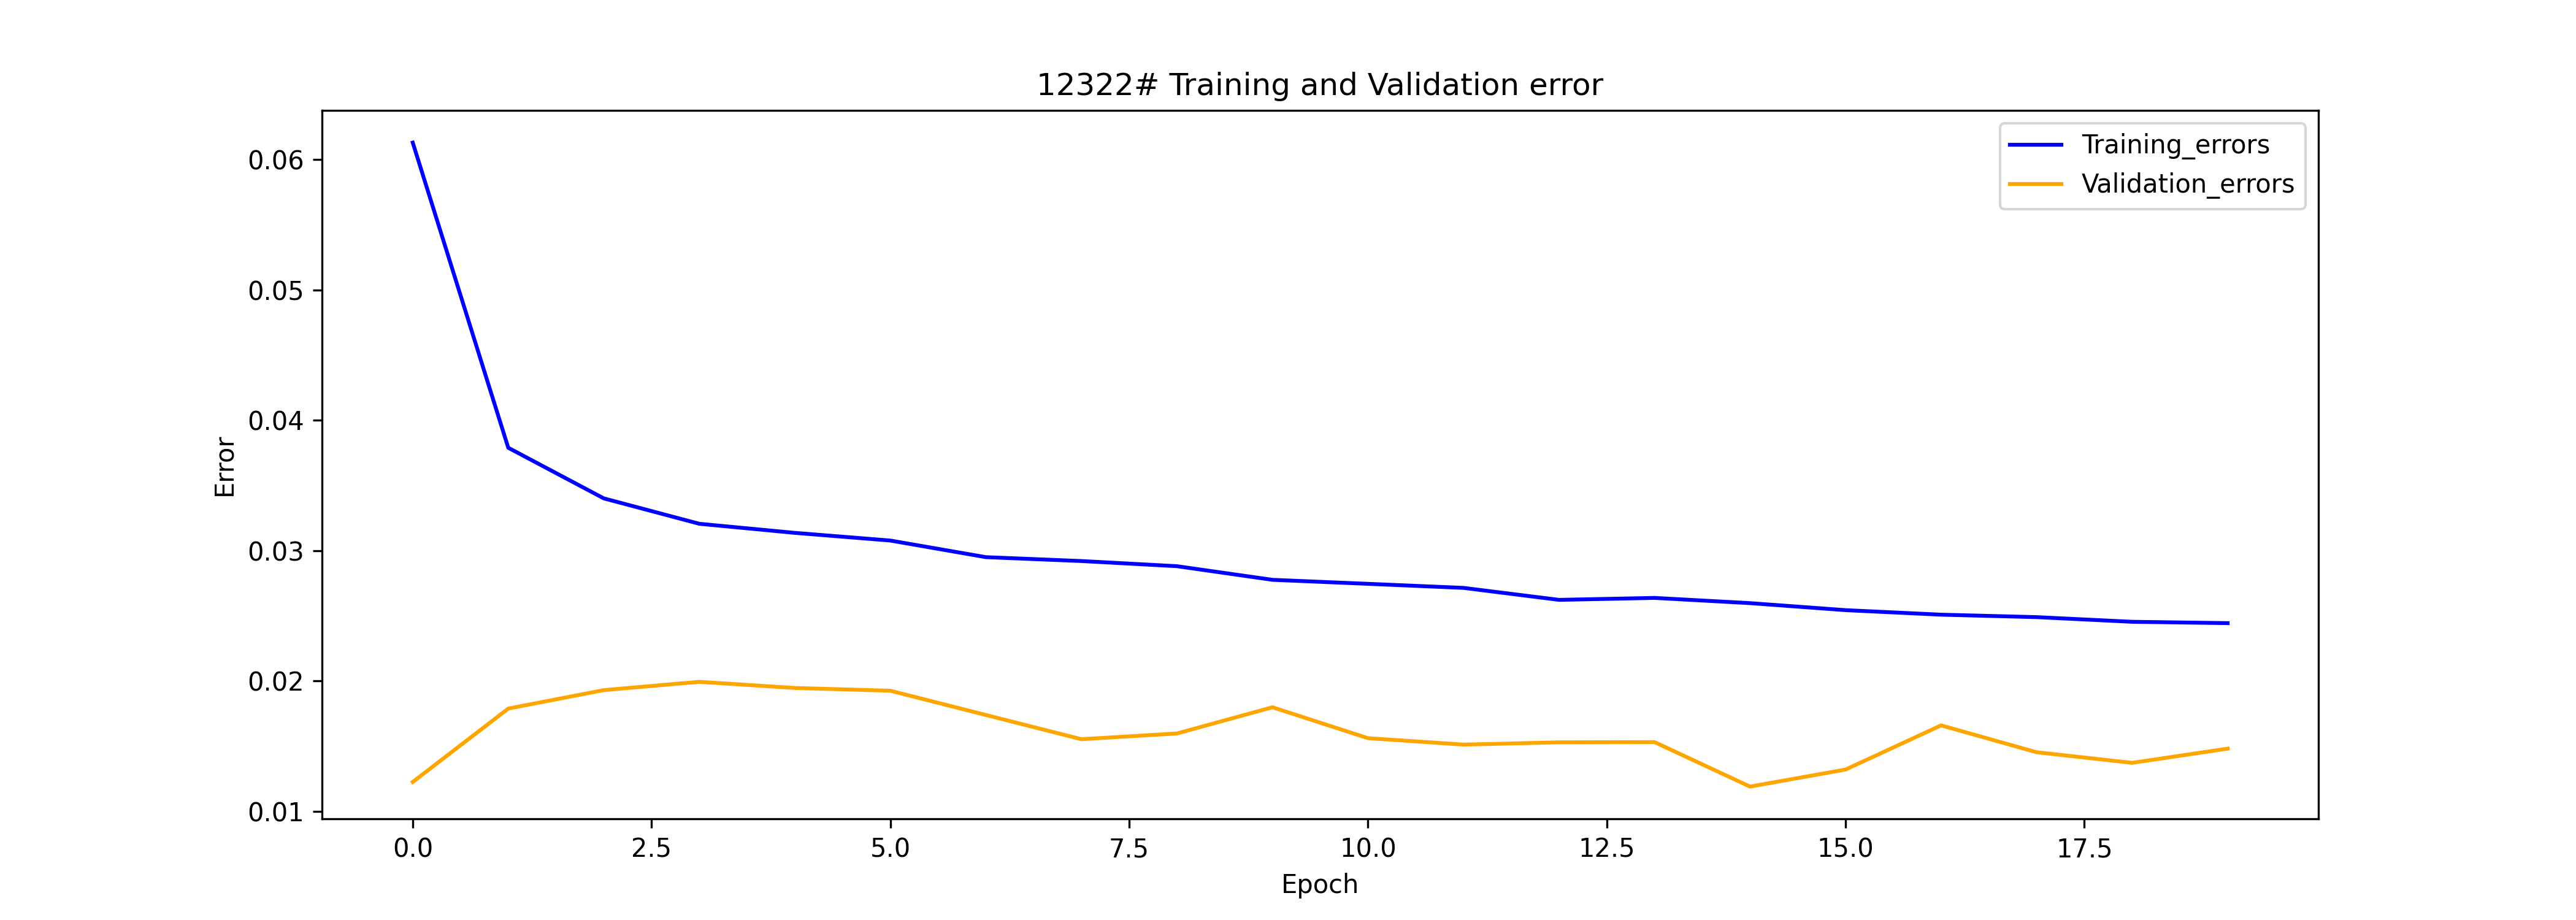 12322# Training and Validation error
Training_errors
Validation_errors
0.06
0.05
0.04
0.03
0.02
0.01
Error
0.0 2.5 5.0 7.5 10.0 12.5 15.0 17.5
Epoch